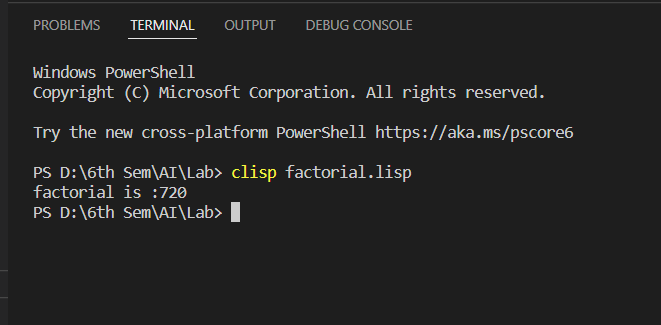 PROBLEMS TERMINAL OUTPUT DEBUG CONSOLE
Windows PowerShell
Copyright (C) Microsoft Corporation. All rights reserved.
Try the new cross-platform PowerShell https://aka.ms/pscore6
PS D:\6th Sem\AI\Lab> clisp factorial.lisp
factorial is :720
PS D:\6th Sem\AI\Lab>